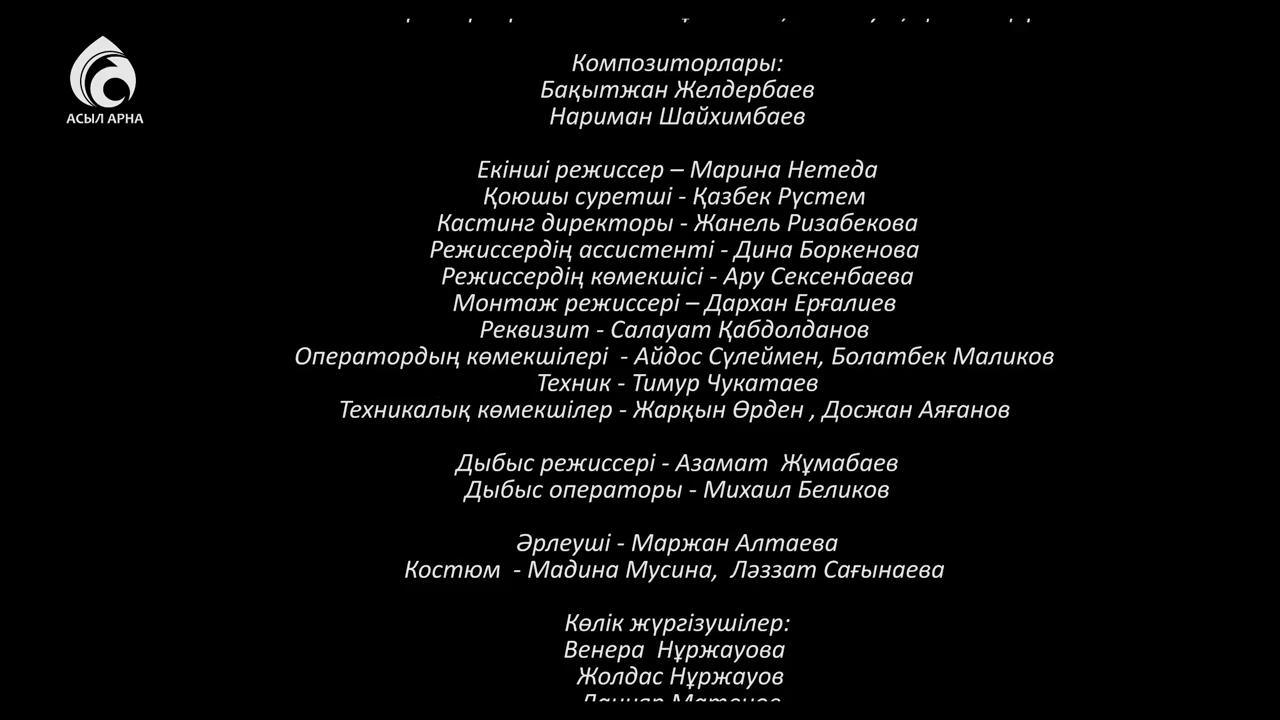 АСЫЛ АРНА
Композиторлары:
Бақытжан Желдербаев
Нариман Шайхимбаев
Екінші режиссер – Марина Нетеда
Қоюшы суретші - Қазбек Рүстем
Кастинг директоры - Жанель Ризабекова
Режиссердің ассистенті - Дина Боркенова
Режиссердің көмекшісі - Ару Сексенбаева
Монтаж режиссері – Дархан Ерғалиев
Реквизит - Салауат Қабдолданов
Оператордың көмекшілері - Айдос Сүлеймен, Болатбек Маликов
Техник - Тимур Чукатаев
Техникалық көмекшілер - Жарқын Өрден , Досжан Аяғанов
Дыбыс режиссері - Азамат Жұмабаев
Дыбыс операторы - Михаил Беликов
Әрлеуші - Маржан Алтаева
Костюм - Мадина Мусина, Ләззат Сағынаева
Көлік жүргізушілер:
Венера Нұржауова
Жолдас Нұржауов